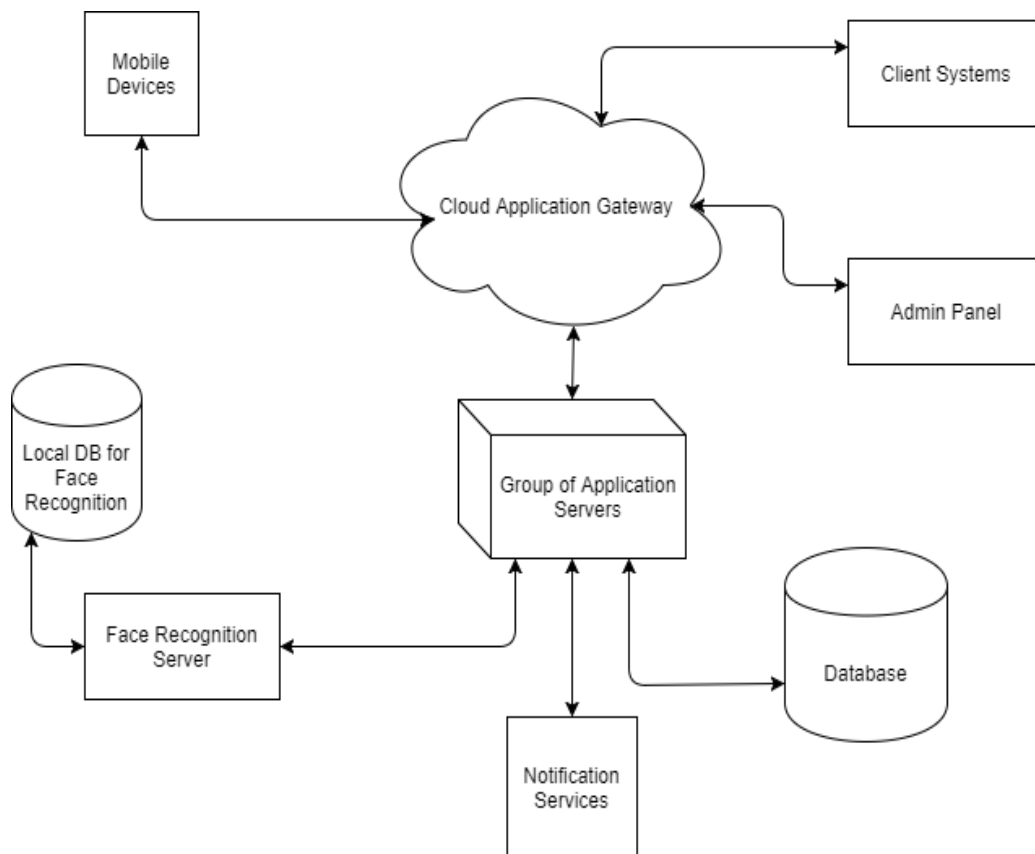 Mobile
Devices
Client Systems
Cloud Application Gateway
Admin Panel
Local DB for
Face
Recognition
Group of Application
Servers
Face Recognition
Server
Database
Notification
Services